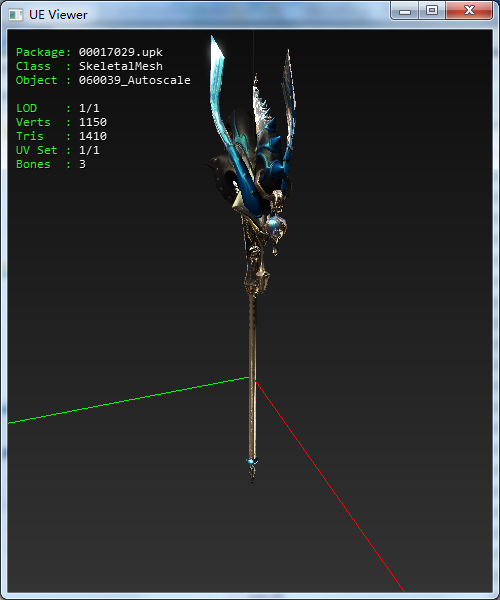 UE Viewer
Package: 00017029.upk
Class : SkeletalMesh
Object : 060039_Autoscale
LOD : 1/1
Verts : 1150
Tris : 1410
UV Set : 1/1
Bones : 3